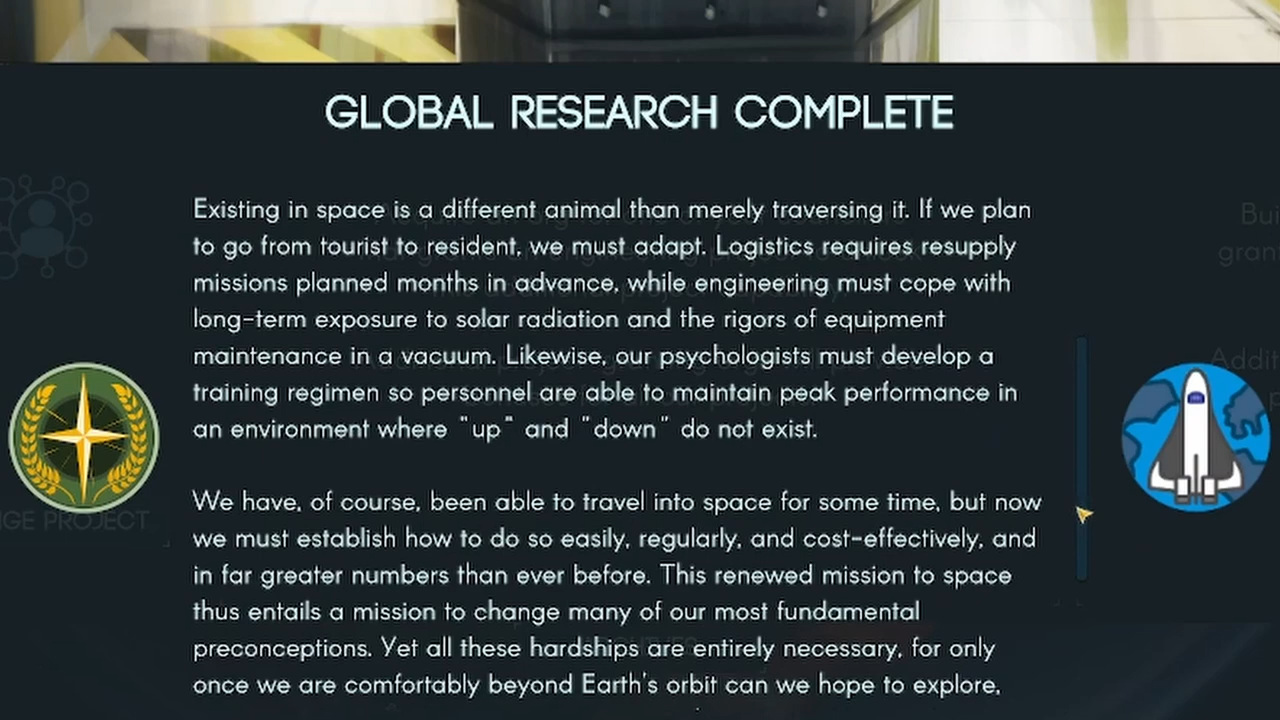 GLOBAL RESEARCH COMPLETE
Existing in space is a different animal than merely traversing it. If we plan
to go from tourist to resident, we must adapt. Logistics requires resupply
missions planned months in advance, while engineering must cope with
long-term exposure to solar radiation and the rigors of equipment
maintenance in a vacuum. Likewise, our psychologists must develop a
training regimen so personnel are able to maintain peak performance in
an environment where "up" and "down" do not exist.
We have, of course, been able to travel into space for some time, but now
we must establish how to do so easily, regularly, and cost-effectively, and
in far greater numbers than ever before. This renewed mission to space
thus entails a mission to change many of our most fundamental
preconceptions. Yet all these hardships are entirely necessary, for only
once we are comfortably beyond Earth's orbit can we hope to explore,
PROJECT